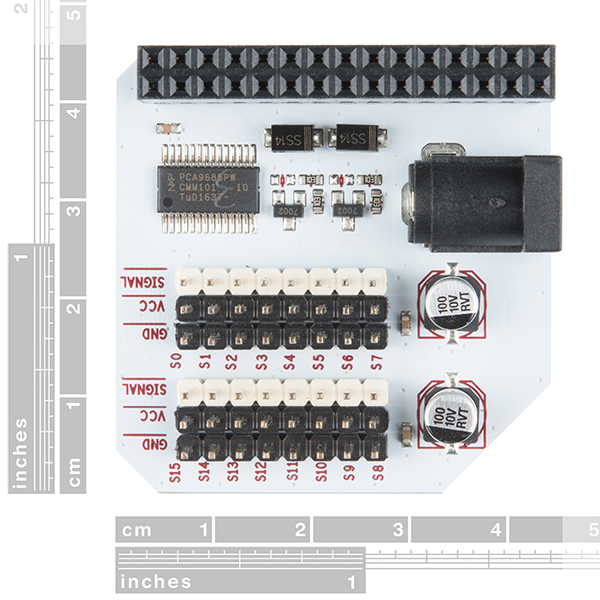 2
5
4
3
1
2
1
inches
cm
SS14
SS14
NXP PCA9685PW
CMM101 10
TuD1637
7002
7002
SIGNAL
VCC
GND
S0 S1 S2 S3 S4 S5 S6 S7
100
10V
RVT
SIGNAL
VCC
GND
S15 S14 S13 S12 S11 S10 S9 S8
100
10V
RVT
cm 1 2 3 4 5
inches 1